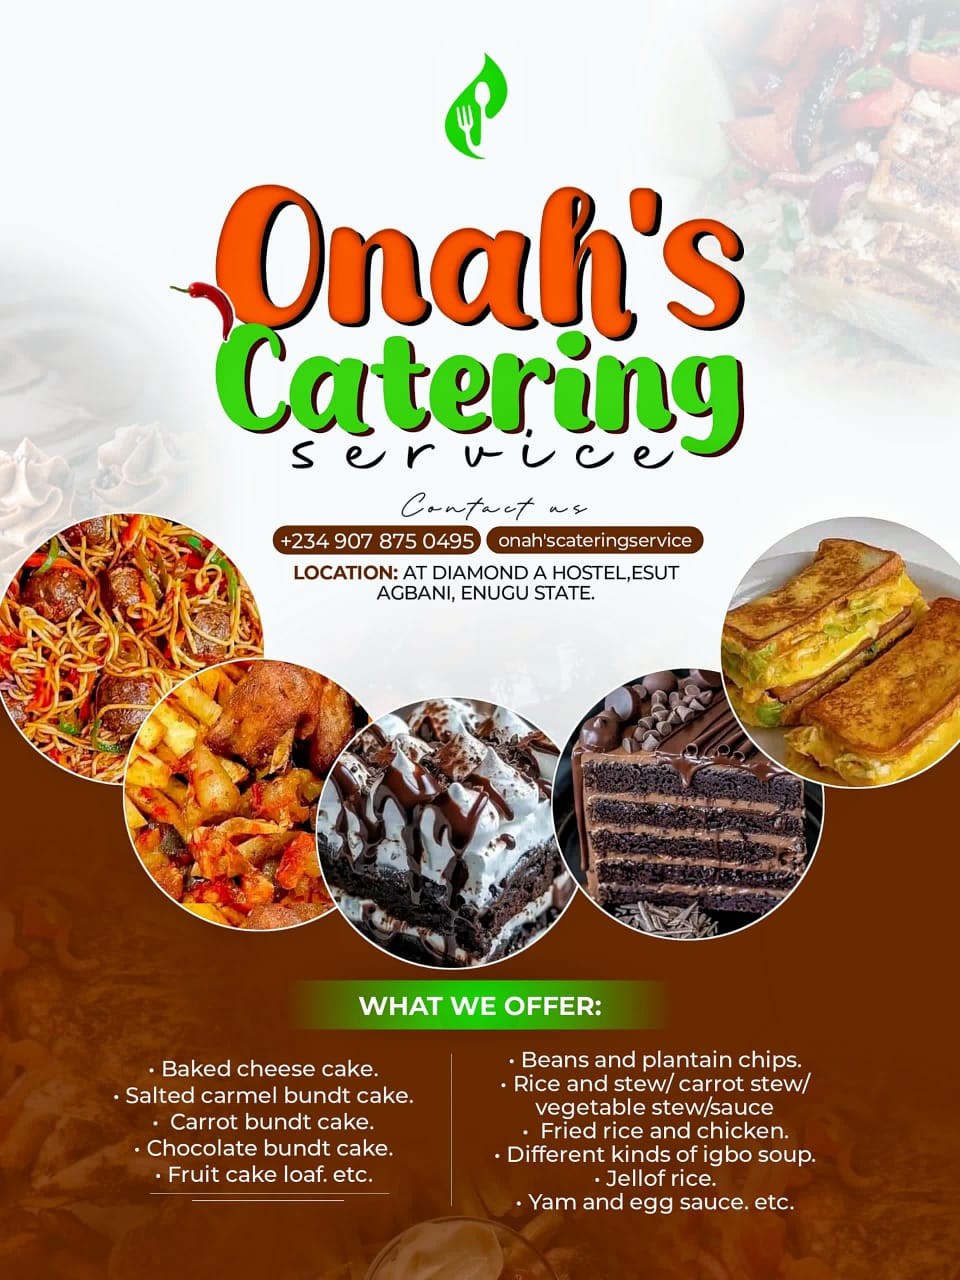 Onah's
Catering
service
Contact us
+234 907 875 0495
onah'scateringservice
LOCATION: AT DIAMOND A HOSTEL,ESUT
AGBANI, ENUGU STATE.
WHAT WE OFFER:
• Baked cheese cake.
• Salted carmel bundt cake.
• Carrot bundt cake.
• Chocolate bundt cake.
• Fruit cake loaf. etc.
• Beans and plantain chips.
• Rice and stew/ carrot stew/
vegetable stew/sauce
• Fried rice and chicken.
• Different kinds of igbo soup.
• Jellof rice.
• Yam and egg sauce. etc.